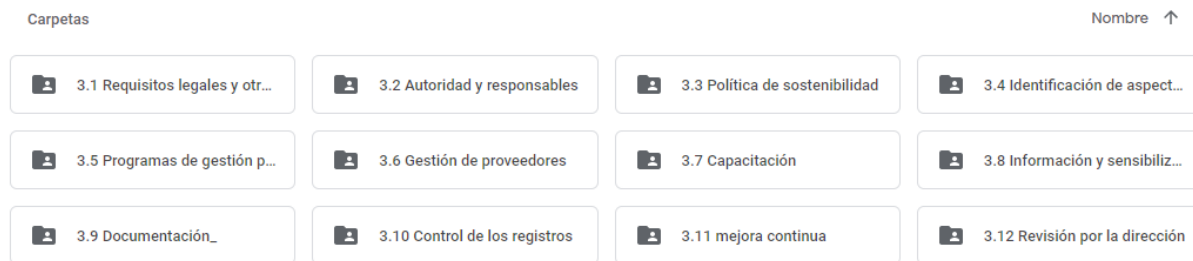 Carpetas Nombre
3.1 Requisitos legales y otr... 3.2 Autoridad y responsables 3.3 Política de sostenibilidad 3.4 Identificación de aspect...
3.5 Programas de gestión p... 3.6 Gestión de proveedores 3.7 Capacitación 3.8 Información y sensibiliz...
3.9 Documentación_ 3.10 Control de los registros 3.11 mejora continua 3.12 Revisión por la dirección